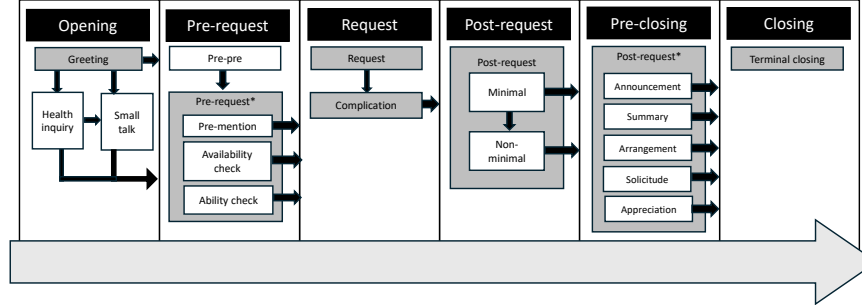 Opening
Greeting
Health
inquiry
Small
talk
Pre-request
Pre-pre
Pre-request*
Pre-mention
Availability
check
Ability check
Request
Request
Complication
Post-request
Post-request
Minimal
Non-
minimal
Pre-closing
Post-request*
Announcement
Summary
Arrangement
Solicitude
Appreciation
Closing
Terminal closing